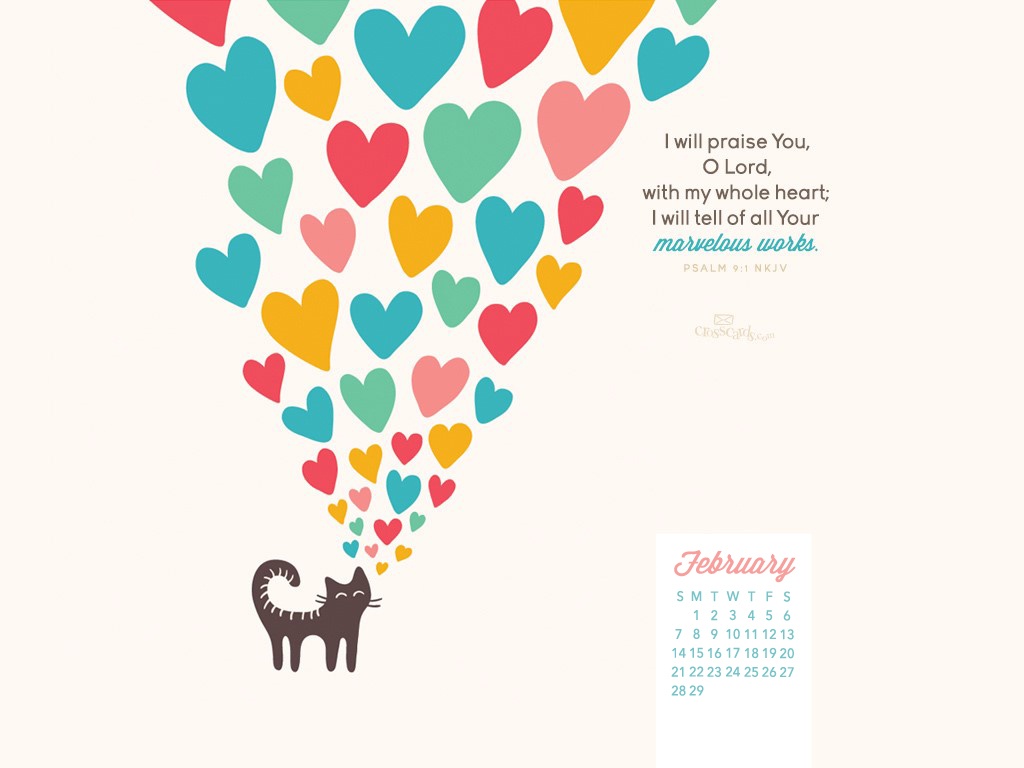 I will praise You,
O Lord,
with my whole heart;
I will tell of all Your
marvelous works.
PSALM 9:1 NKJV
crosscards.com
February
S M T W T F S
1 2 3 4 5 6
7 8 9 10 11 12 13
14 15 16 17 18 19 20
21 22 23 24 25 26 27
28 29